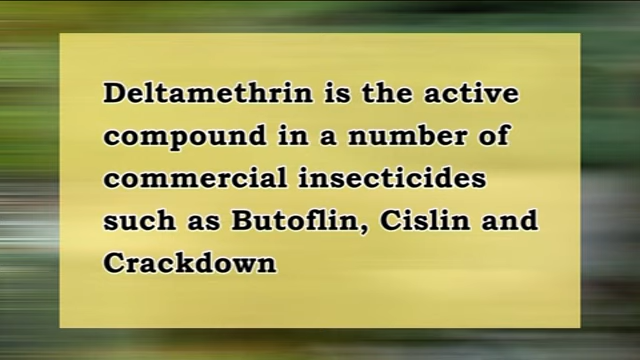 Deltamethrin is the active
compound in a number of
commercial insecticides
such as Butoflin, Cislin and
Crackdown